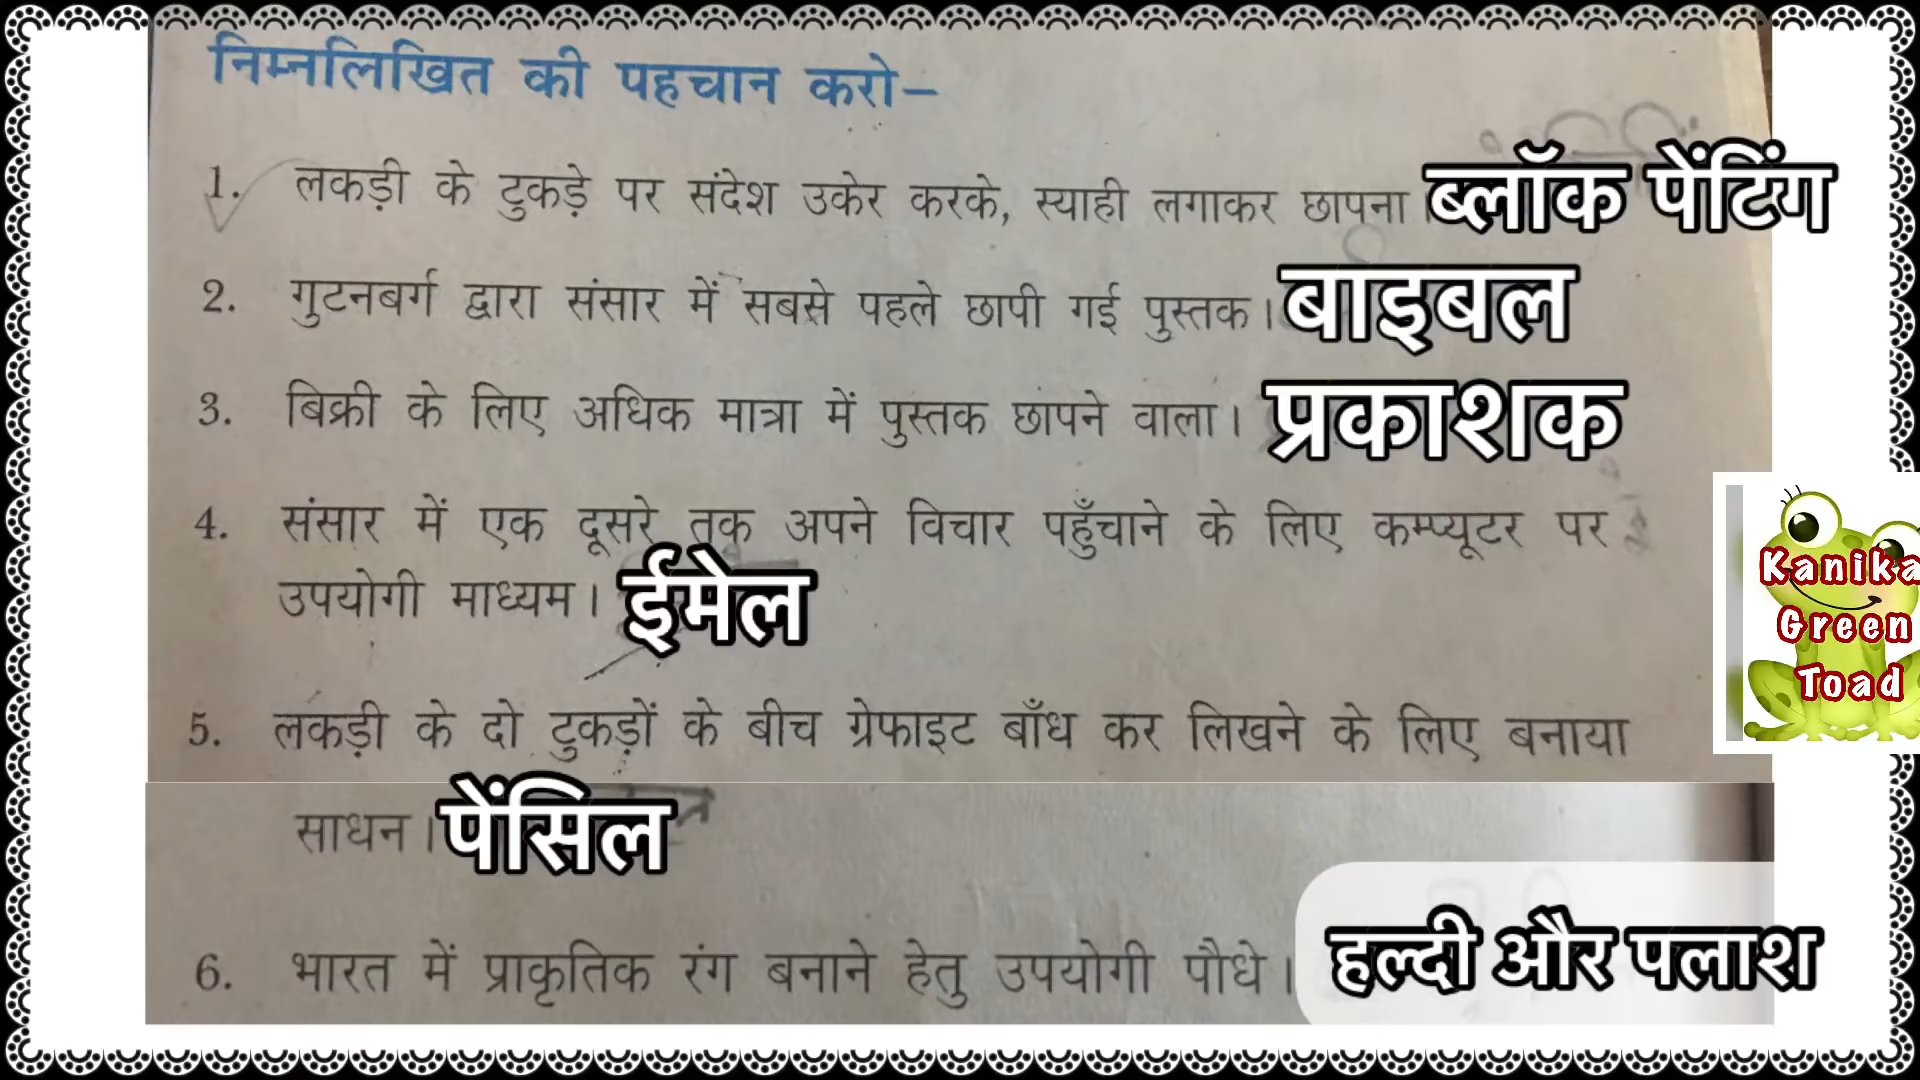 निम्नलिखित की पहचान करो–
1. लकड़ी के टुकड़े पर संदेश उकेर करके, स्याही लगाकर छापना। ब्लॉक पेंटिंग
2. गुटनबर्ग द्वारा संसार में सबसे पहले छापी गई पुस्तक। बाइबल
3. बिक्री के लिए अधिक मात्रा में पुस्तक छापने वाला। प्रकाशक
4. संसार में एक दूसरे तक अपने विचार पहुँचाने के लिए कम्प्यूटर पर
उपयोगी माध्यम। ईमेल
Kanika
Green
Toad
5. लकड़ी के दो टुकड़ों के बीच ग्रेफाइट बाँध कर लिखने के लिए बनाया
साधन। पेंसिल
6. भारत में प्राकृतिक रंग बनाने हेतु उपयोगी पौधे। हल्दी और पलाश